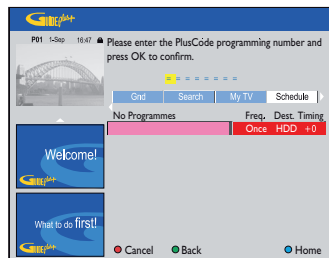 GUIDE Plus+
P01 1-Sep 16:47 Please enter the PlusCode programming number and
press OK to confirm.
= - - - - - - -
Grid Search My TV Schedule
No Programmes Freq. Dest. Timing
Once HDD +0
Welcome!
GUIDE Plus+
What to do first!
GUIDE Plus+
Cancel Back Home